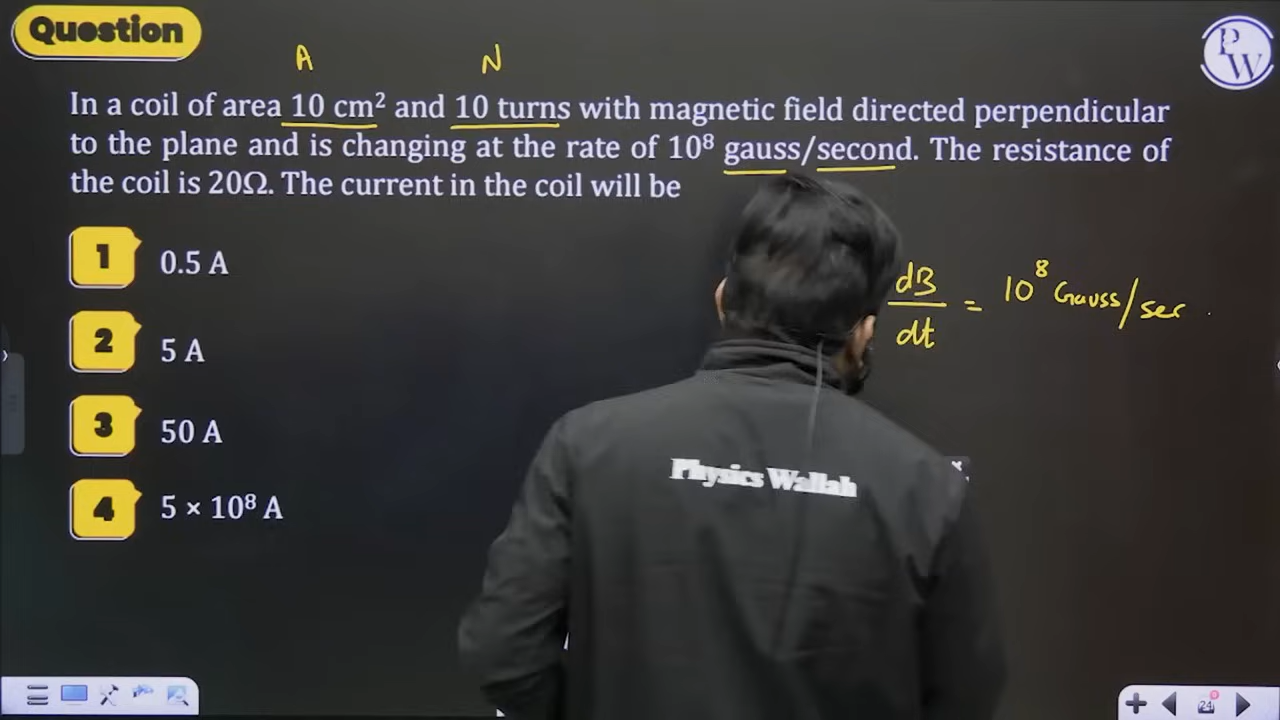 Question
A N
In a coil of area 10 cm² and 10 turns with magnetic field directed perpendicular
to the plane and is changing at the rate of 10⁸ gauss/second. The resistance of
the coil is 20Ω. The current in the coil will be
1 0.5 A
2 5 A
3 50 A
4 5 × 10⁸ A
dB/dt = 10⁸ Gauss/sec.
Physics Wallah
PW
24